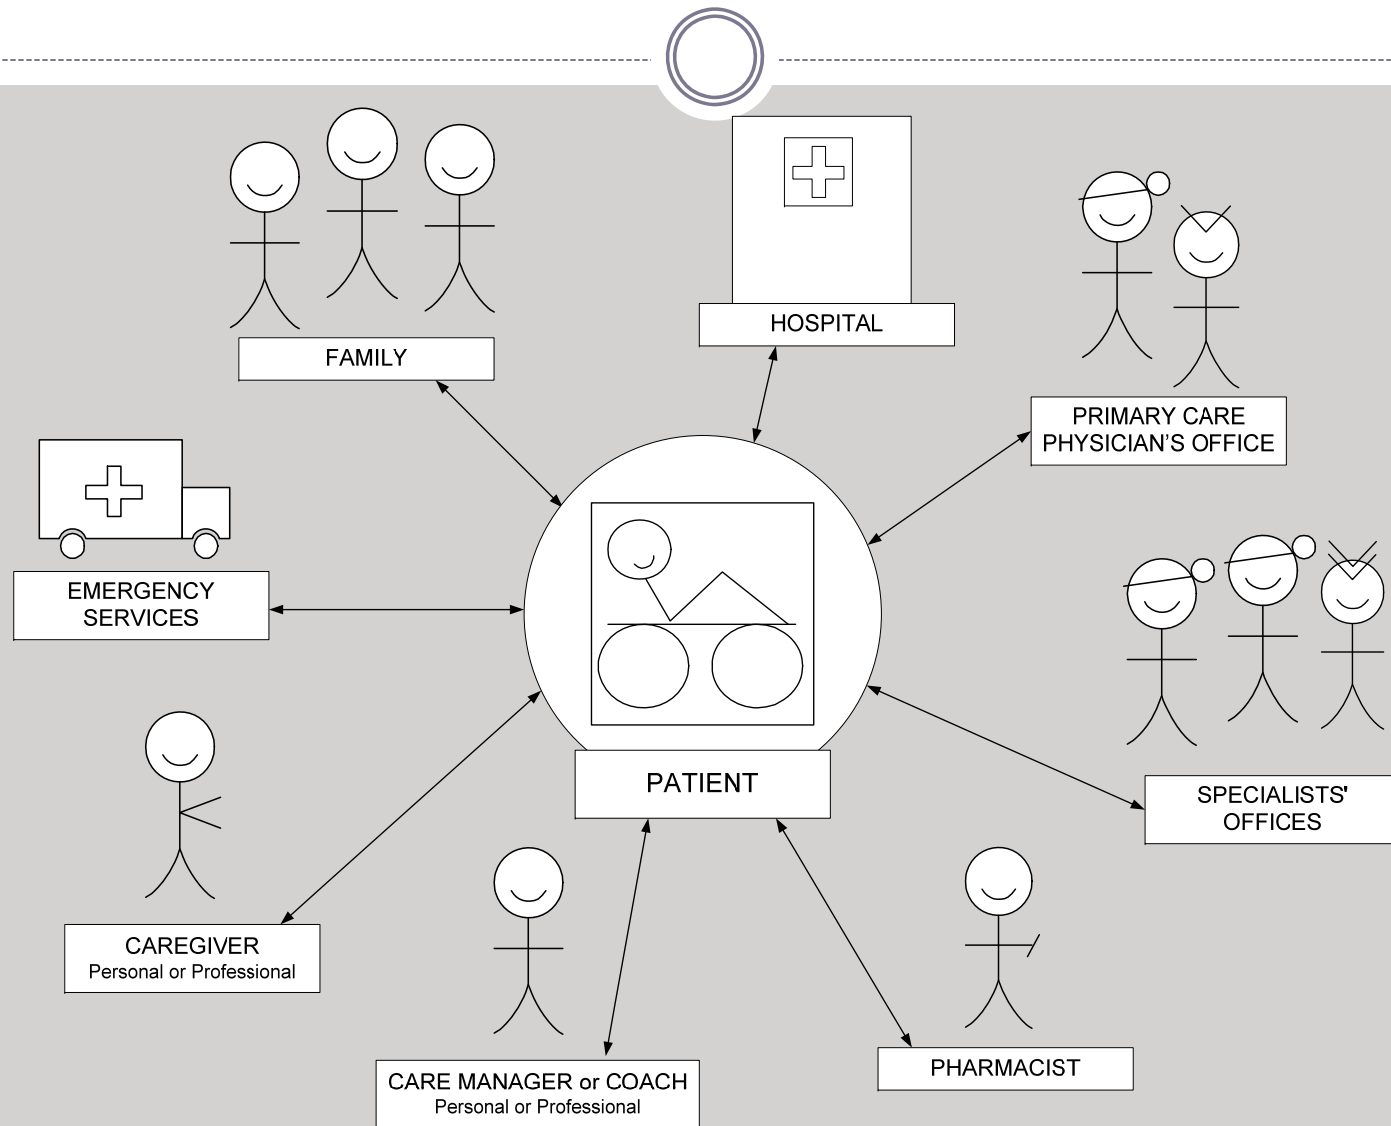 HOSPITAL
FAMILY
PRIMARY CARE
PHYSICIAN'S OFFICE
EMERGENCY
SERVICES
PATIENT
SPECIALISTS'
OFFICES
CAREGIVER
Personal or Professional
CARE MANAGER or COACH
Personal or Professional
PHARMACIST